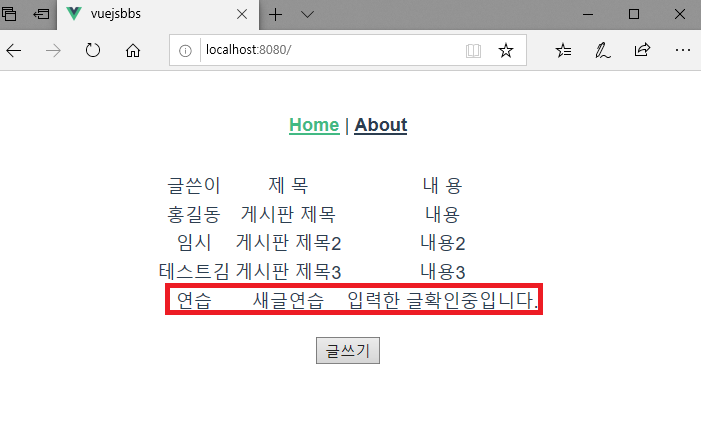 vuejsbbs
localhost:8080/
Home | About
글쓴이 제 목 내 용
홍길동 게시판 제목 내용
임시 게시판 제목2 내용2
테스트김 게시판 제목3 내용3
연습 새글연습 입력한 글확인중입니다.
글쓰기